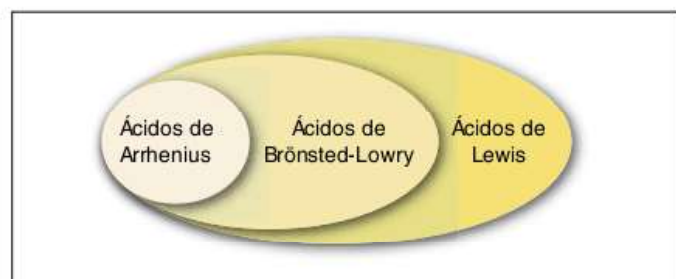 Ácidos de
Arrhenius
Ácidos de
Brönsted-Lowry
Ácidos de
Lewis